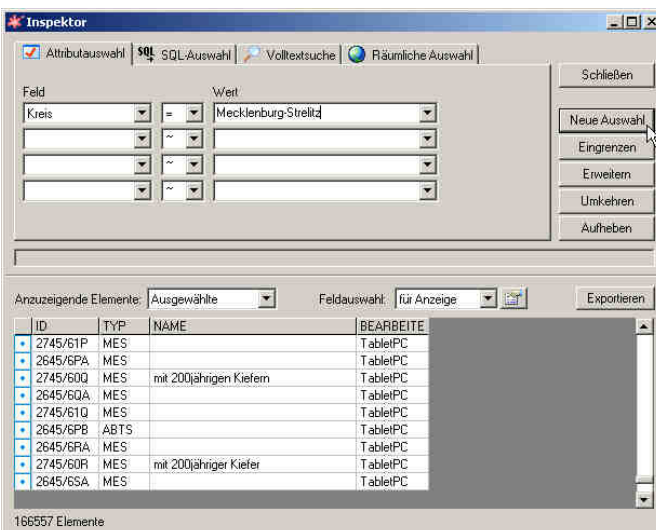 Inspektor
Attributauswahl SQL SQL-Auswahl Volltextsuche Räumliche Auswahl
Schließen
Feld Wert
Kreis = Mecklenburg-Strelitz
Neue Auswahl
~
Eingrenzen
~
Erweitern
~
Umkehren
Aufheben
Anzuzeigende Elemente: Ausgewählte Feldauswahl: für Anzeige Exportieren
ID TYP NAME BEARBEITE
2745/61P MES TabletPC
2645/6PA MES TabletPC
2745/60Q MES mit 200jährigen Kiefern TabletPC
2645/6QA MES TabletPC
2745/61Q MES TabletPC
2645/6PB ABTS TabletPC
2645/6RA MES TabletPC
2745/60R MES mit 200jähriger Kiefer TabletPC
2645/6SA MES TabletPC
166557 Elemente